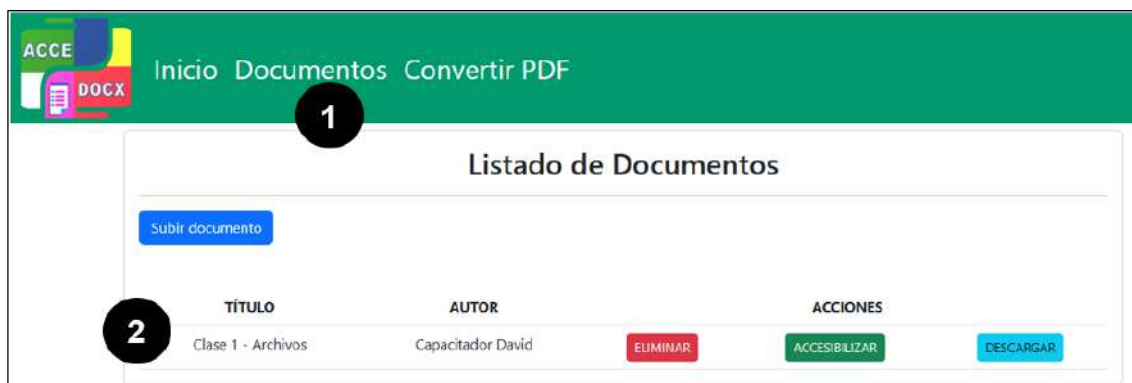 ACCE
DOCX
Inicio Documentos Convertir PDF
1
Listado de Documentos
Subir documento
TÍTULO AUTOR ACCIONES
2
Clase 1 - Archivos Capacitador David ELIMINAR ACCESIBILIZAR DESCARGAR